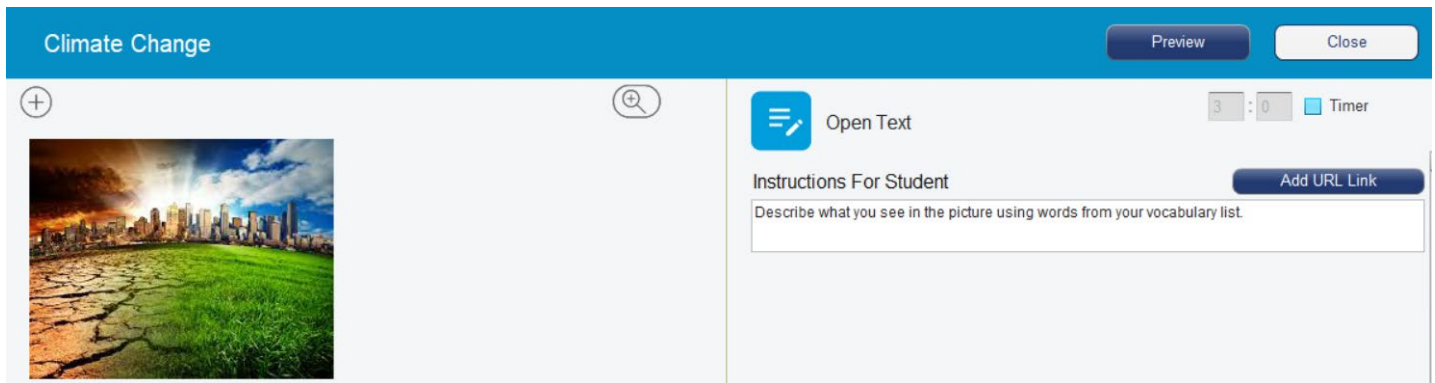 Climate Change
Preview
Close
Open Text
3 : 0
Timer
Instructions For Student
Add URL Link
Describe what you see in the picture using words from your vocabulary list.